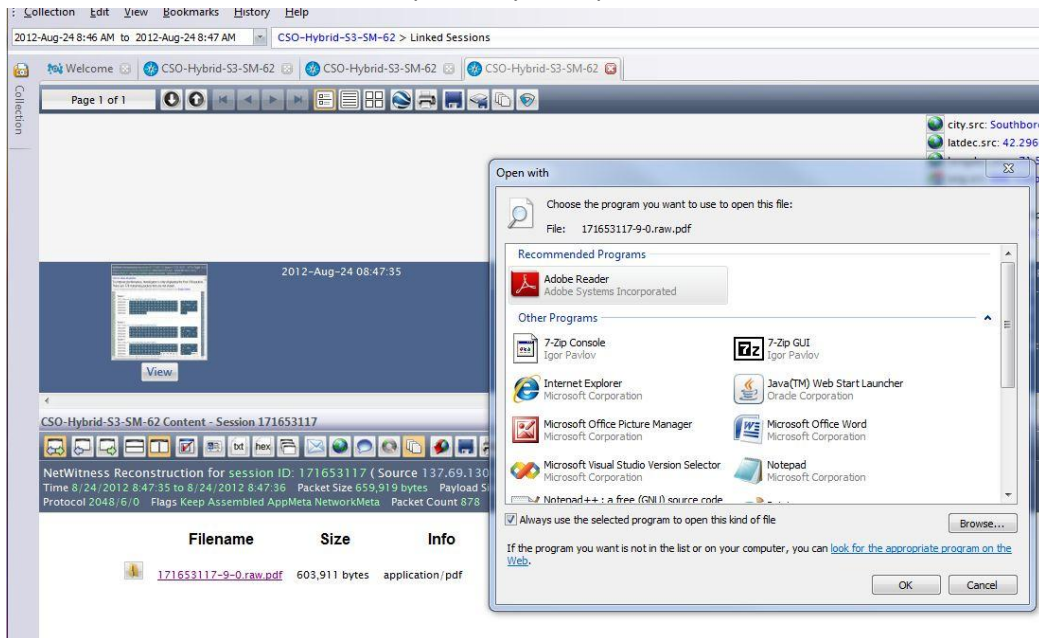 Collection Edit View Bookmarks History Help
2012-Aug-24 8:46 AM to 2012-Aug-24 8:47 AM CSO-Hybrid-S3-SM-62 > Linked Sessions
Welcome CSO-Hybrid-S3-SM-62 CSO-Hybrid-S3-SM-62 CSO-Hybrid-S3-SM-62
Collection
Page 1 of 1
city.src: Southbor
latdec.src: 42.296
Open with
Choose the program you want to use to open this file:
File: 171653117-9-0.raw.pdf
Recommended Programs
Adobe Reader
Adobe Systems Incorporated
Other Programs
7-Zip Console
Igor Pavlov
7-Zip GUI
Igor Pavlov
Internet Explorer
Microsoft Corporation
Java(TM) Web Start Launcher
Oracle Corporation
Microsoft Office Picture Manager
Microsoft Corporation
Microsoft Office Word
Microsoft Corporation
Microsoft Visual Studio Version Selector
Microsoft Corporation
Notepad
Microsoft Corporation
Notepad++ : a free (GNU) source code
Always use the selected program to open this kind of file
Browse...
If the program you want is not in the list or on your computer, you can look for the appropriate program on the
Web.
OK Cancel
2012-Aug-24 08:47:35
View
CSO-Hybrid-S3-SM-62 Content - Session 171653117
txt hex
NetWitness Reconstruction for session ID: 171653117 ( Source 137.69.130
Time 8/24/2012 8:47:35 to 8/24/2012 8:47:36 Packet Size 659,919 bytes Payload S
Protocol 2048/6/0 Flags Keep Assembled AppMeta NetworkMeta Packet Count 878
Filename Size Info
171653117-9-0.raw.pdf 603,911 bytes application/pdf